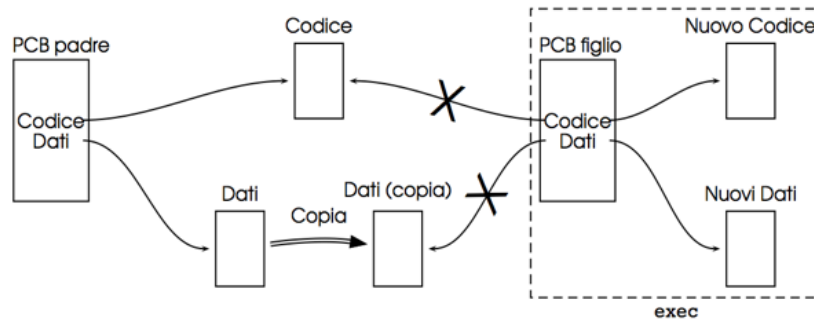 PCB padre
Codice
Dati
Codice
Dati
Copia
Dati (copia)
PCB figlio
Codice
Dati
Nuovo Codice
Nuovi Dati
exec